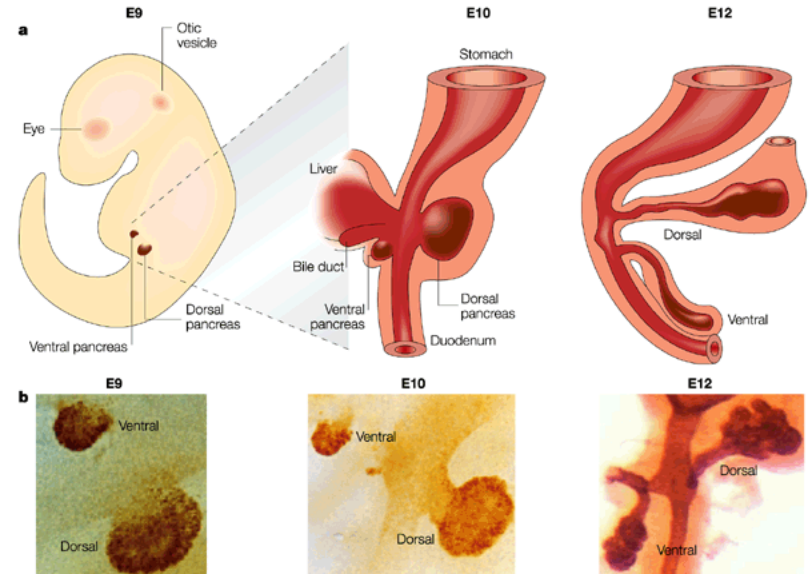 E9
E10
E12
a
Otic
vesicle
Eye
Dorsal
pancreas
Ventral pancreas
Stomach
Liver
Bile duct
Ventral
pancreas
Dorsal
pancreas
Duodenum
Dorsal
Ventral
b
E9
E10
E12
Ventral
Dorsal
Ventral
Dorsal
Dorsal
Ventral